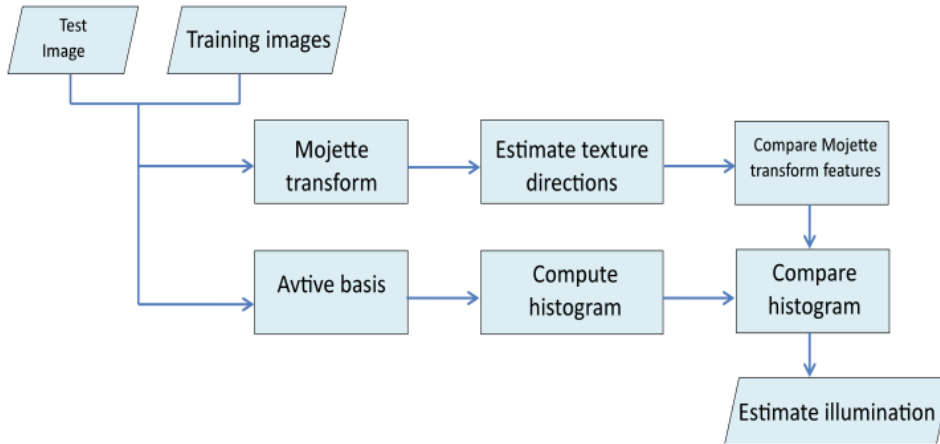 Test
Image
Training images
Mojette
transform
Estimate texture
directions
Compare Mojette
transform features
Avtive basis
Compute
histogram
Compare
histogram
Estimate illumination